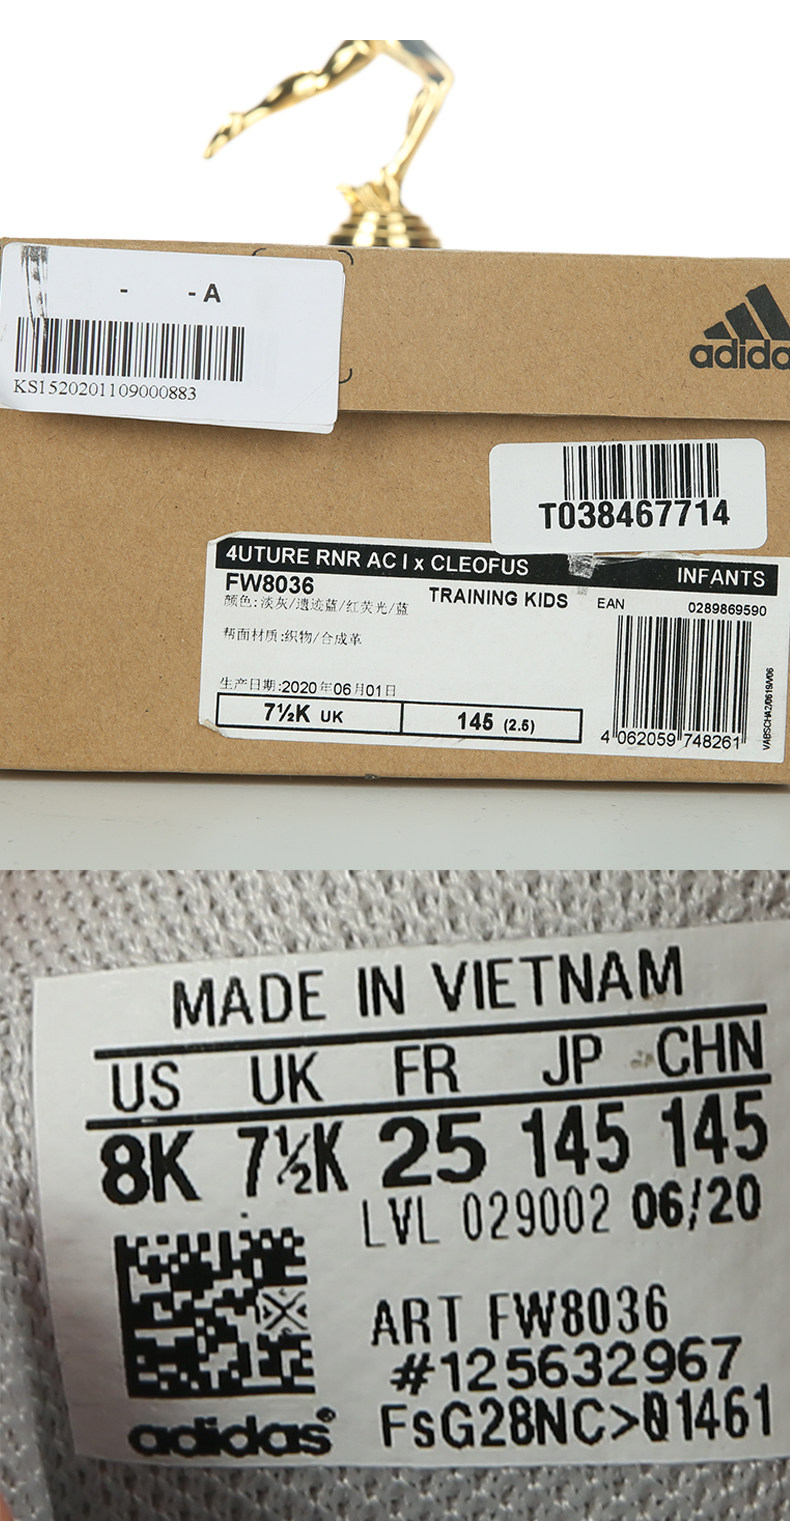 - - A
KS1520201109000883
adidas
T038467714
4UTURE RNR AC I x CLEOFUS
INFANTS
FW8036
TRAINING KIDS
EAN 0289869590
颜色:淡灰/遗迹蓝/红荧光/蓝
帮面材质:织物/合成革
生产日期:2020年06月01日
7½K UK 145 (2.5)
4 062059 748261
VABSCHA2/0619A/06
MADE IN VIETNAM
US UK FR JP CHN
8K 7½K 25 145 145
LVL 029002 06/20
ART FW8036
#125632967
FsG28NC>01461
adidas®